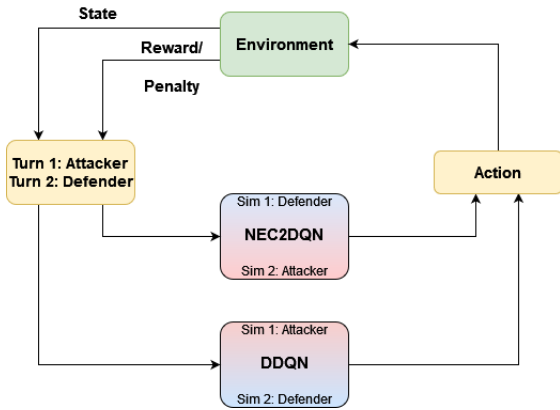 State
Reward/
Penalty
Environment
Turn 1: Attacker
Turn 2: Defender
Action
Sim 1: Defender
NEC2DQN
Sim 2: Attacker
Sim 1: Attacker
DDQN
Sim 2: Defender